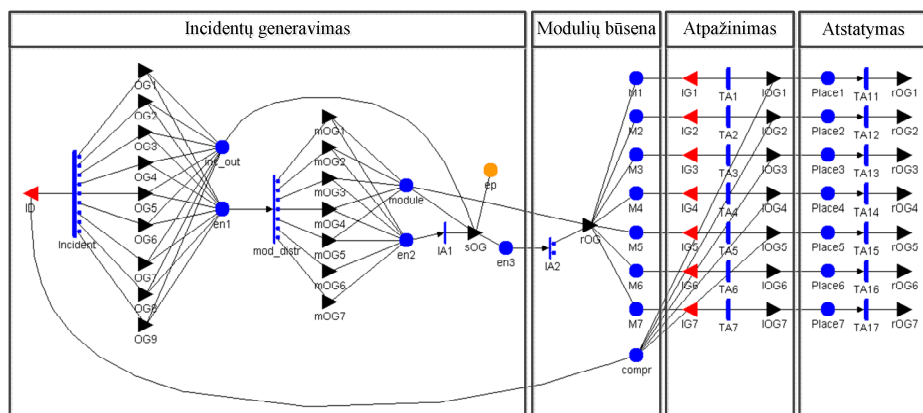 Incidentų generavimas
Modulių būsena
Atpažinimas
Atstatymas
ID
Incident
OG1
OG2
OG3
OG4
OG5
OG6
OG7
OG8
OG9
inc_out
en1
mod_distr
mOG1
mOG2
mOG3
mOG4
mOG5
mOG6
mOG7
module
en2
IA1
sOG
ep
en3
IA2
rOG
M1
M2
M3
M4
M5
M6
M7
compr
IG1 TA1 IOG1
IG2 TA2 IOG2
IG3 TA3 IOG3
IG4 TA4 IOG4
IG5 TA5 IOG5
IG6 TA6 IOG6
IG7 TA7 IOG7
Place1 TA11 rOG1
Place2 TA12 rOG2
Place3 TA13 rOG3
Place4 TA14 rOG4
Place5 TA15 rOG5
Place6 TA16 rOG6
Place7 TA17 rOG7